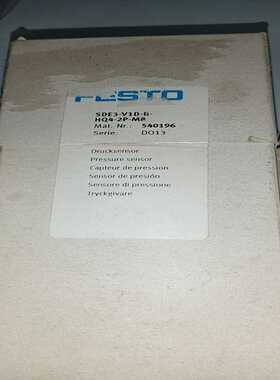 FESTO
SDE3-V1D-B-
HQ4-2P-M8
Mat. Nr.: 540196
Serie: DO13
Drucksensor
Pressure sensor
Capteur de pression
Sensor de presión
Sensore di pressione
Tryckgivare